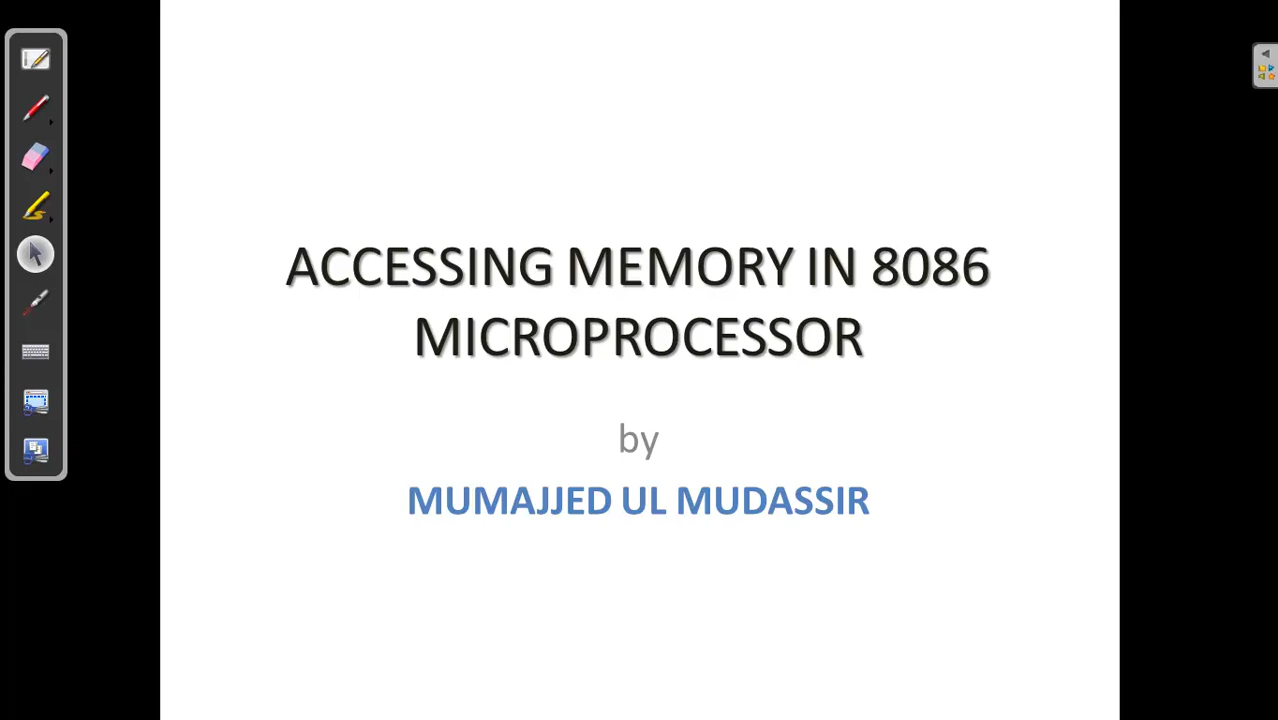 ACCESSING MEMORY IN 8086
MICROPROCESSOR
by
MUMAJJED UL MUDASSIR